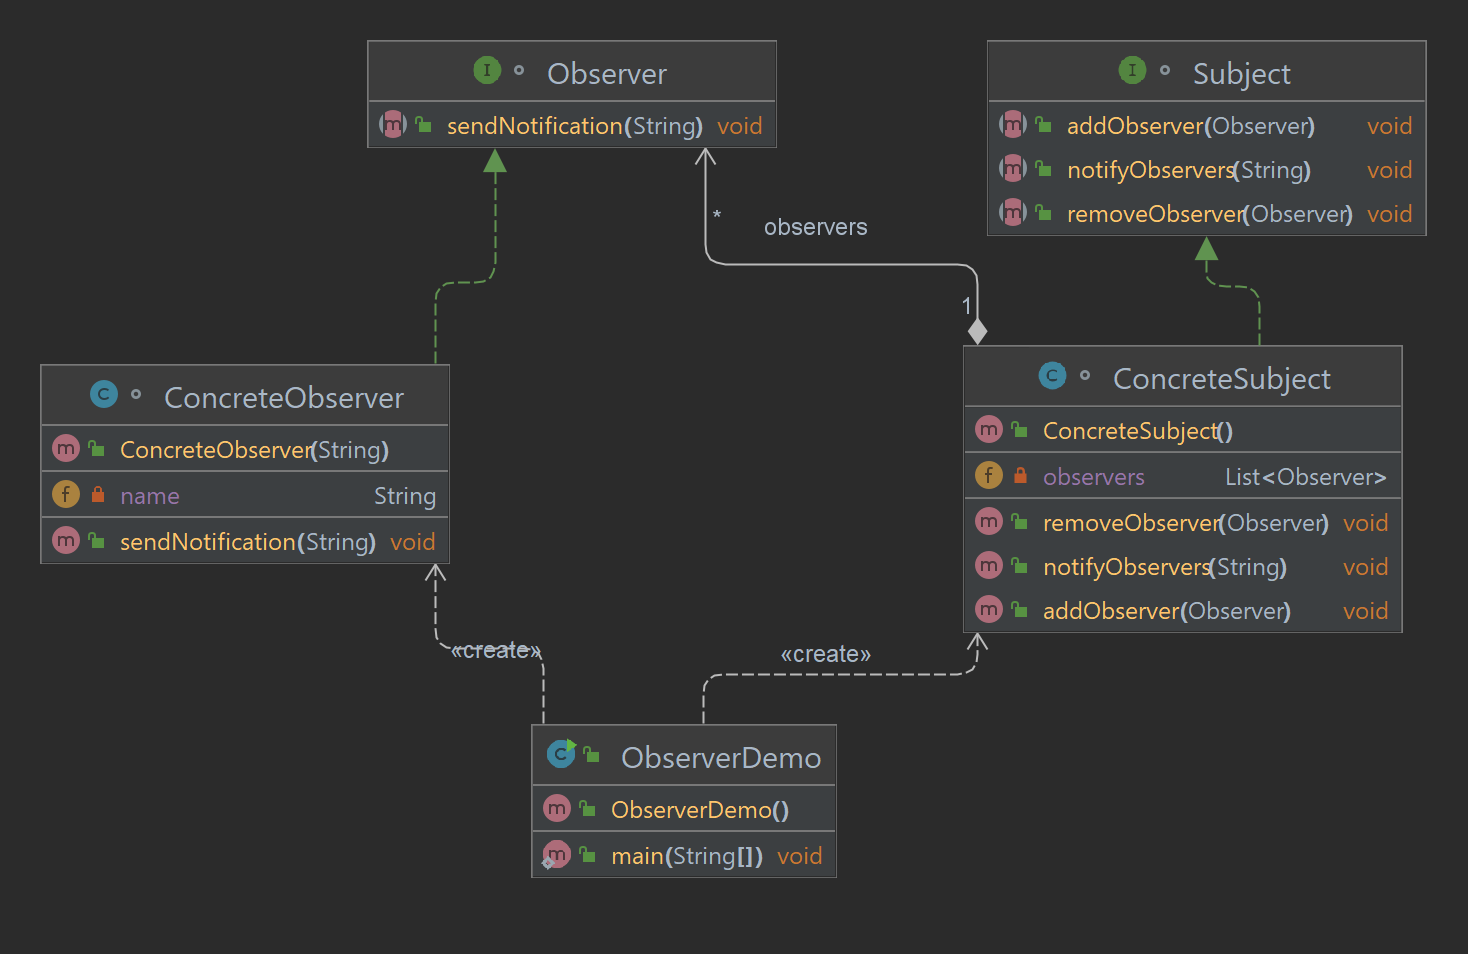 I Observer
m sendNotification(String) void
I Subject
m addObserver(Observer) void
m notifyObservers(String) void
m removeObserver(Observer) void
*
observers
1
C ConcreteObserver
m ConcreteObserver(String)
f name String
m sendNotification(String) void
C ConcreteSubject
m ConcreteSubject()
f observers List<Observer>
m removeObserver(Observer) void
m notifyObservers(String) void
m addObserver(Observer) void
«create»
«create»
C ObserverDemo
m ObserverDemo()
m main(String[]) void